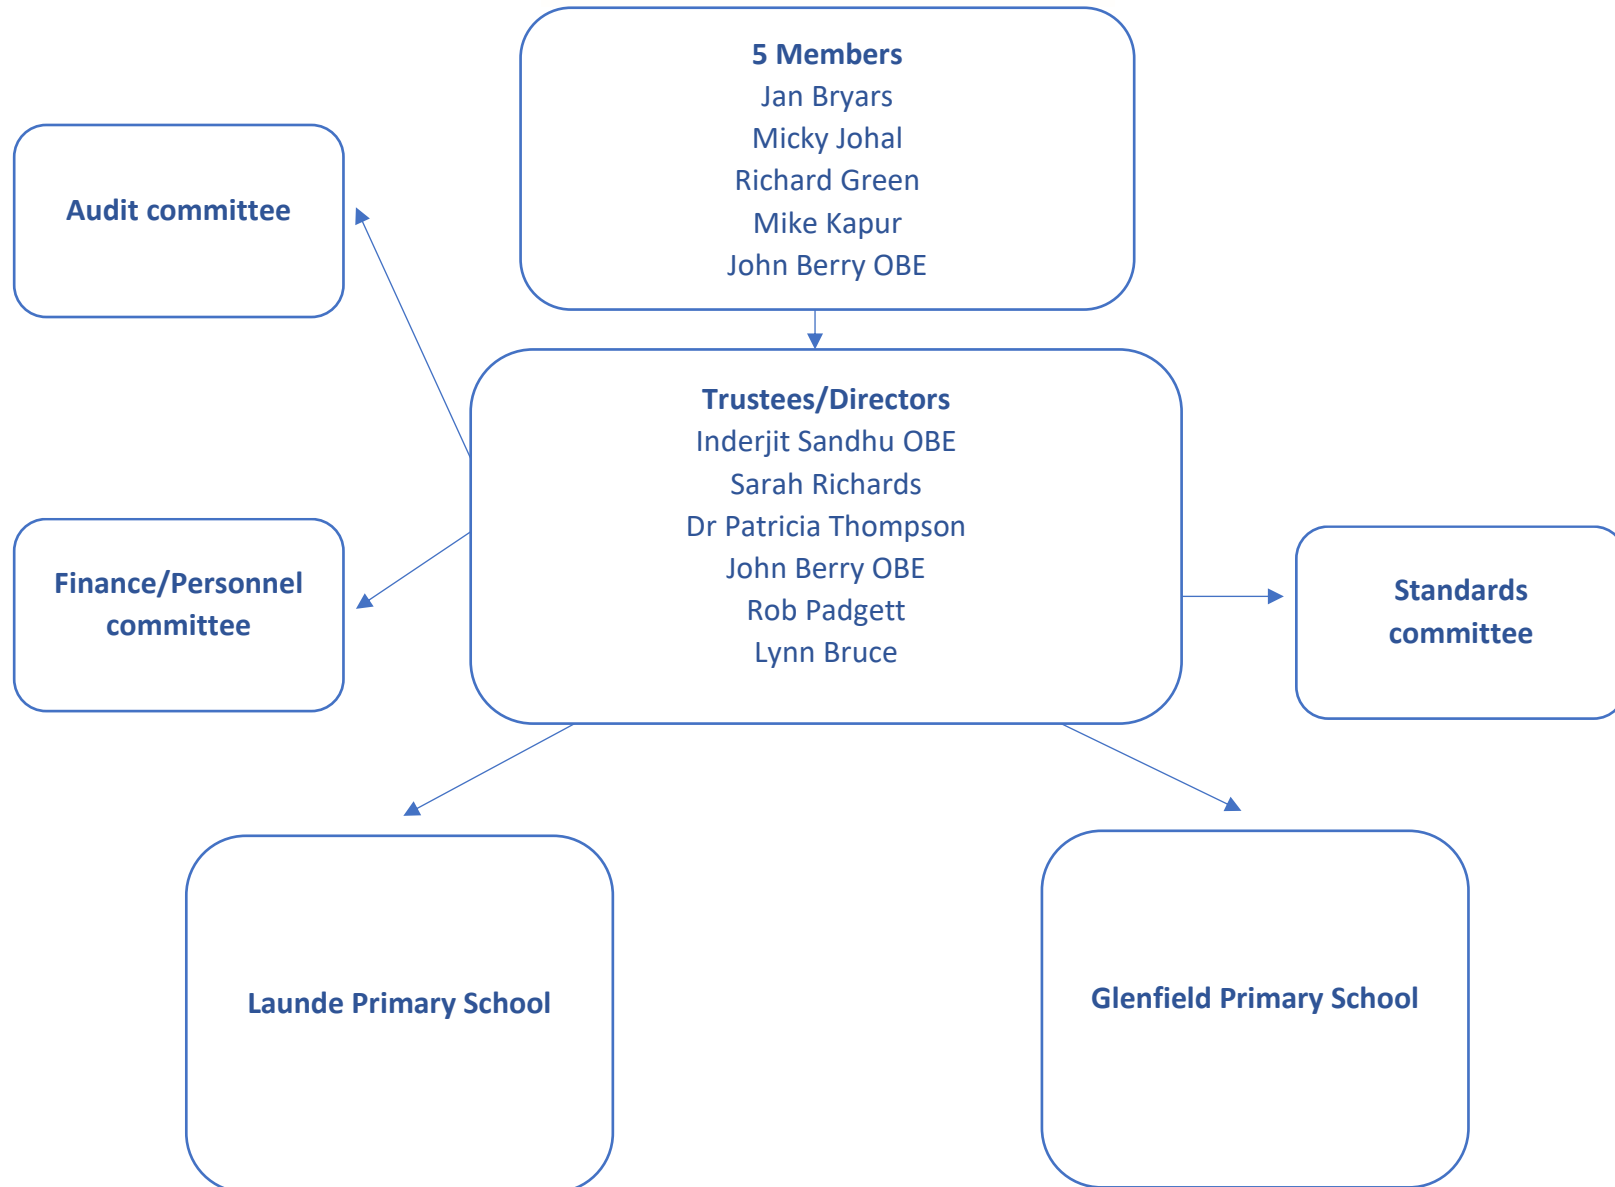 5 Members
Jan Bryars
Micky Johal
Richard Green
Mike Kapur
John Berry OBE
Audit committee
Trustees/Directors
Inderjit Sandhu OBE
Sarah Richards
Dr Patricia Thompson
John Berry OBE
Rob Padgett
Lynn Bruce
Finance/Personnel
committee
Standards
committee
Launde Primary School
Glenfield Primary School